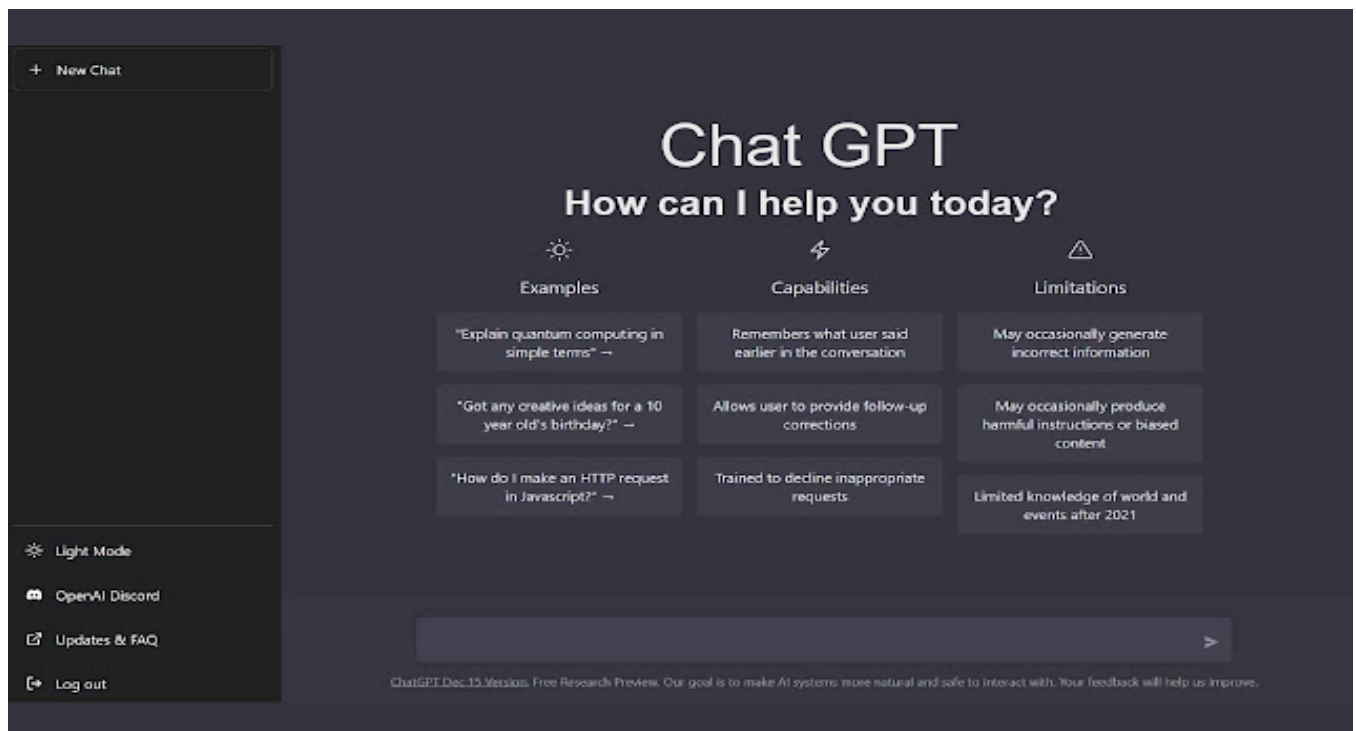 New Chat
Chat GPT
How can I help you today?
Examples
"Explain quantum computing in
simple terms" →
"Got any creative ideas for a 10
year old's birthday?" →
"How do I make an HTTP request
in Javascript?" →
Capabilities
Remembers what user said
earlier in the conversation
Allows user to provide follow-up
corrections
Trained to decline inappropriate
requests
Limitations
May occasionally generate
incorrect information
May occasionally produce
harmful instructions or biased
content
Limited knowledge of world and
events after 2021
Light Mode
OpenAI Discord
Updates & FAQ
Log out
ChatGPT Dec 15 Version. Free Research Preview. Our goal is to make AI systems more natural and safe to interact with. Your feedback will help us improve.